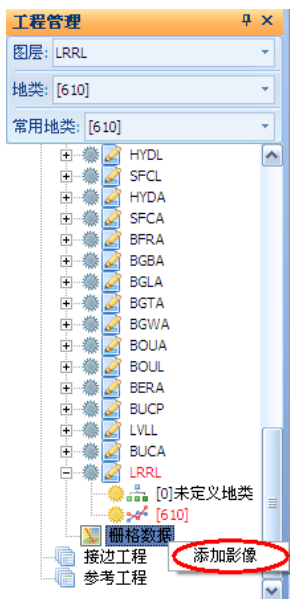 工程管理
图层: LRRL
地类: [610]
常用地类: [610]
HYDL
SFCL
HYDA
SFCA
BFRA
BGBA
BGLA
BGTA
BGWA
BOUA
BOUL
BERA
BUCP
LVLL
BUCA
LRRL
[0]未定义地类
[610]
栅格数据
添加影像
接边工程
参考工程